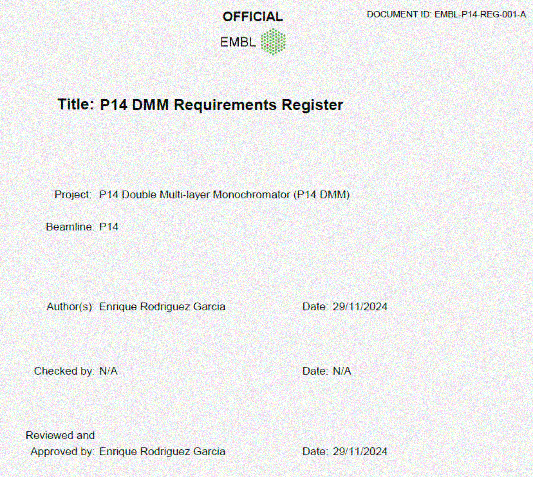 OFFICIAL
DOCUMENT ID: EMBL-P14-REG-001-A
EMBL
Title: P14 DMM Requirements Register
Project: P14 Double Multi-layer Monochromator (P14 DMM)
Beamline: P14
Author(s) Enrique Rodriguez Garcia Date: 29/11/2024
Checked by: N/A Date: N/A
Reviewed and
Approved by: Enrique Rodriguez Garcia Date: 29/11/2024